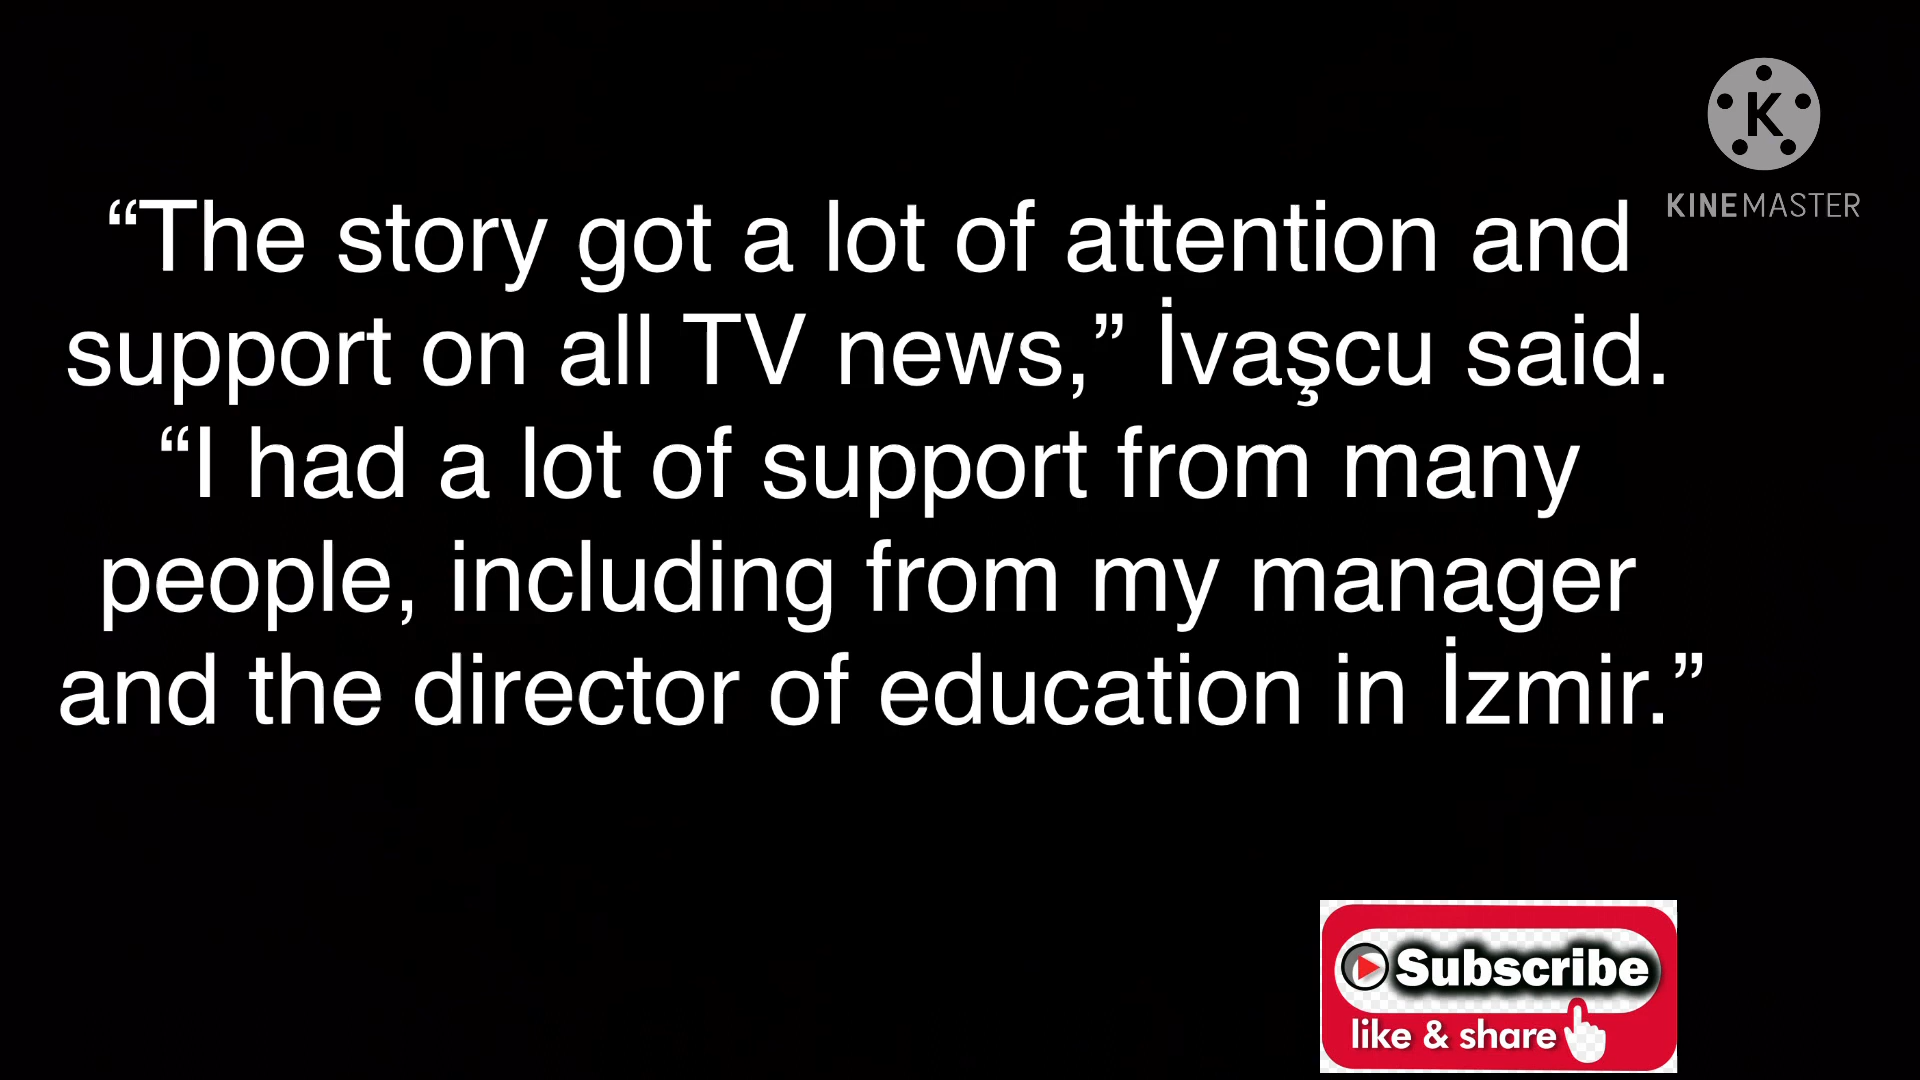 K
KINEMASTER
“The story got a lot of attention and
support on all TV news,” İvaşcu said.
“I had a lot of support from many
people, including from my manager
and the director of education in İzmir.”
Subscribe
like & share